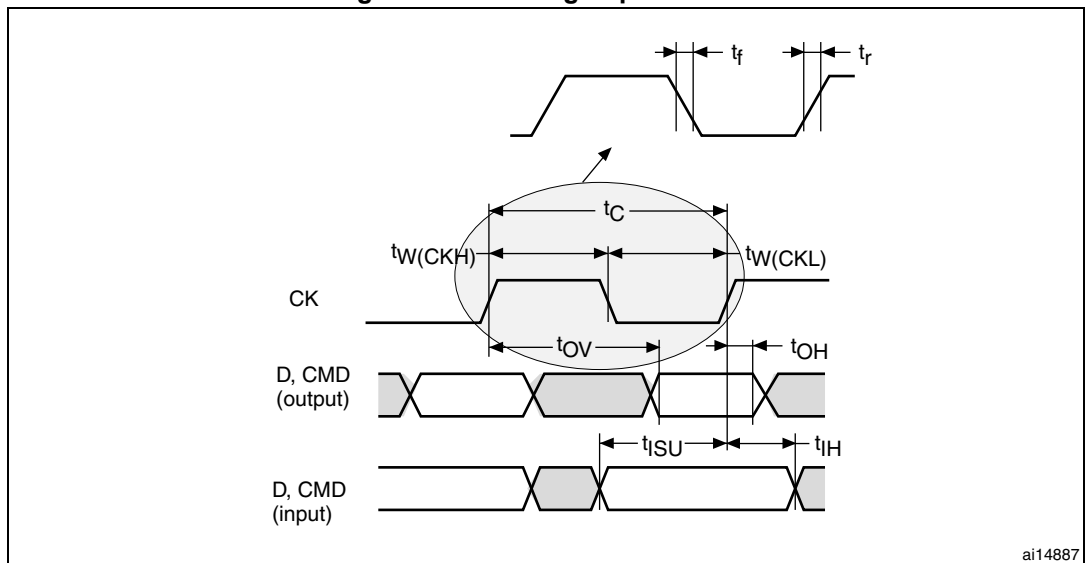 tf
tr
tC
tW(CKH)
tW(CKL)
CK
tOV
tOH
D, CMD
(output)
tISU
tIH
D, CMD
(input)
ai14887